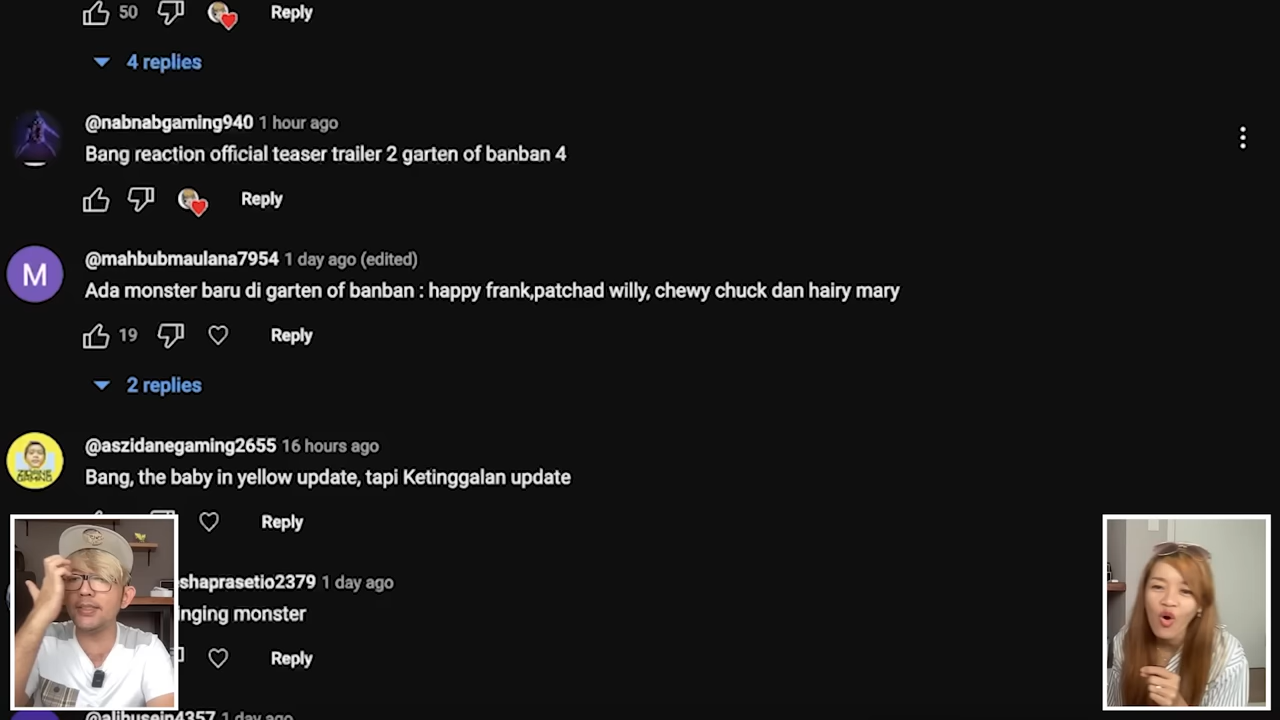 50 Reply
4 replies
@nabnabgaming940 1 hour ago
Bang reaction official teaser trailer 2 garten of banban 4
Reply
M
@mahbubmaulana7954 1 day ago (edited)
Ada monster baru di garten of banban : happy frank,patchad willy, chewy chuck dan hairy mary
19 Reply
2 replies
@aszidanegaming2655 16 hours ago
Bang, the baby in yellow update, tapi Ketinggalan update
ZIDANE
GAMING
Reply
shaprasetio2379 1 day ago
inging monster
Reply
@alihusein4357 1 day ago